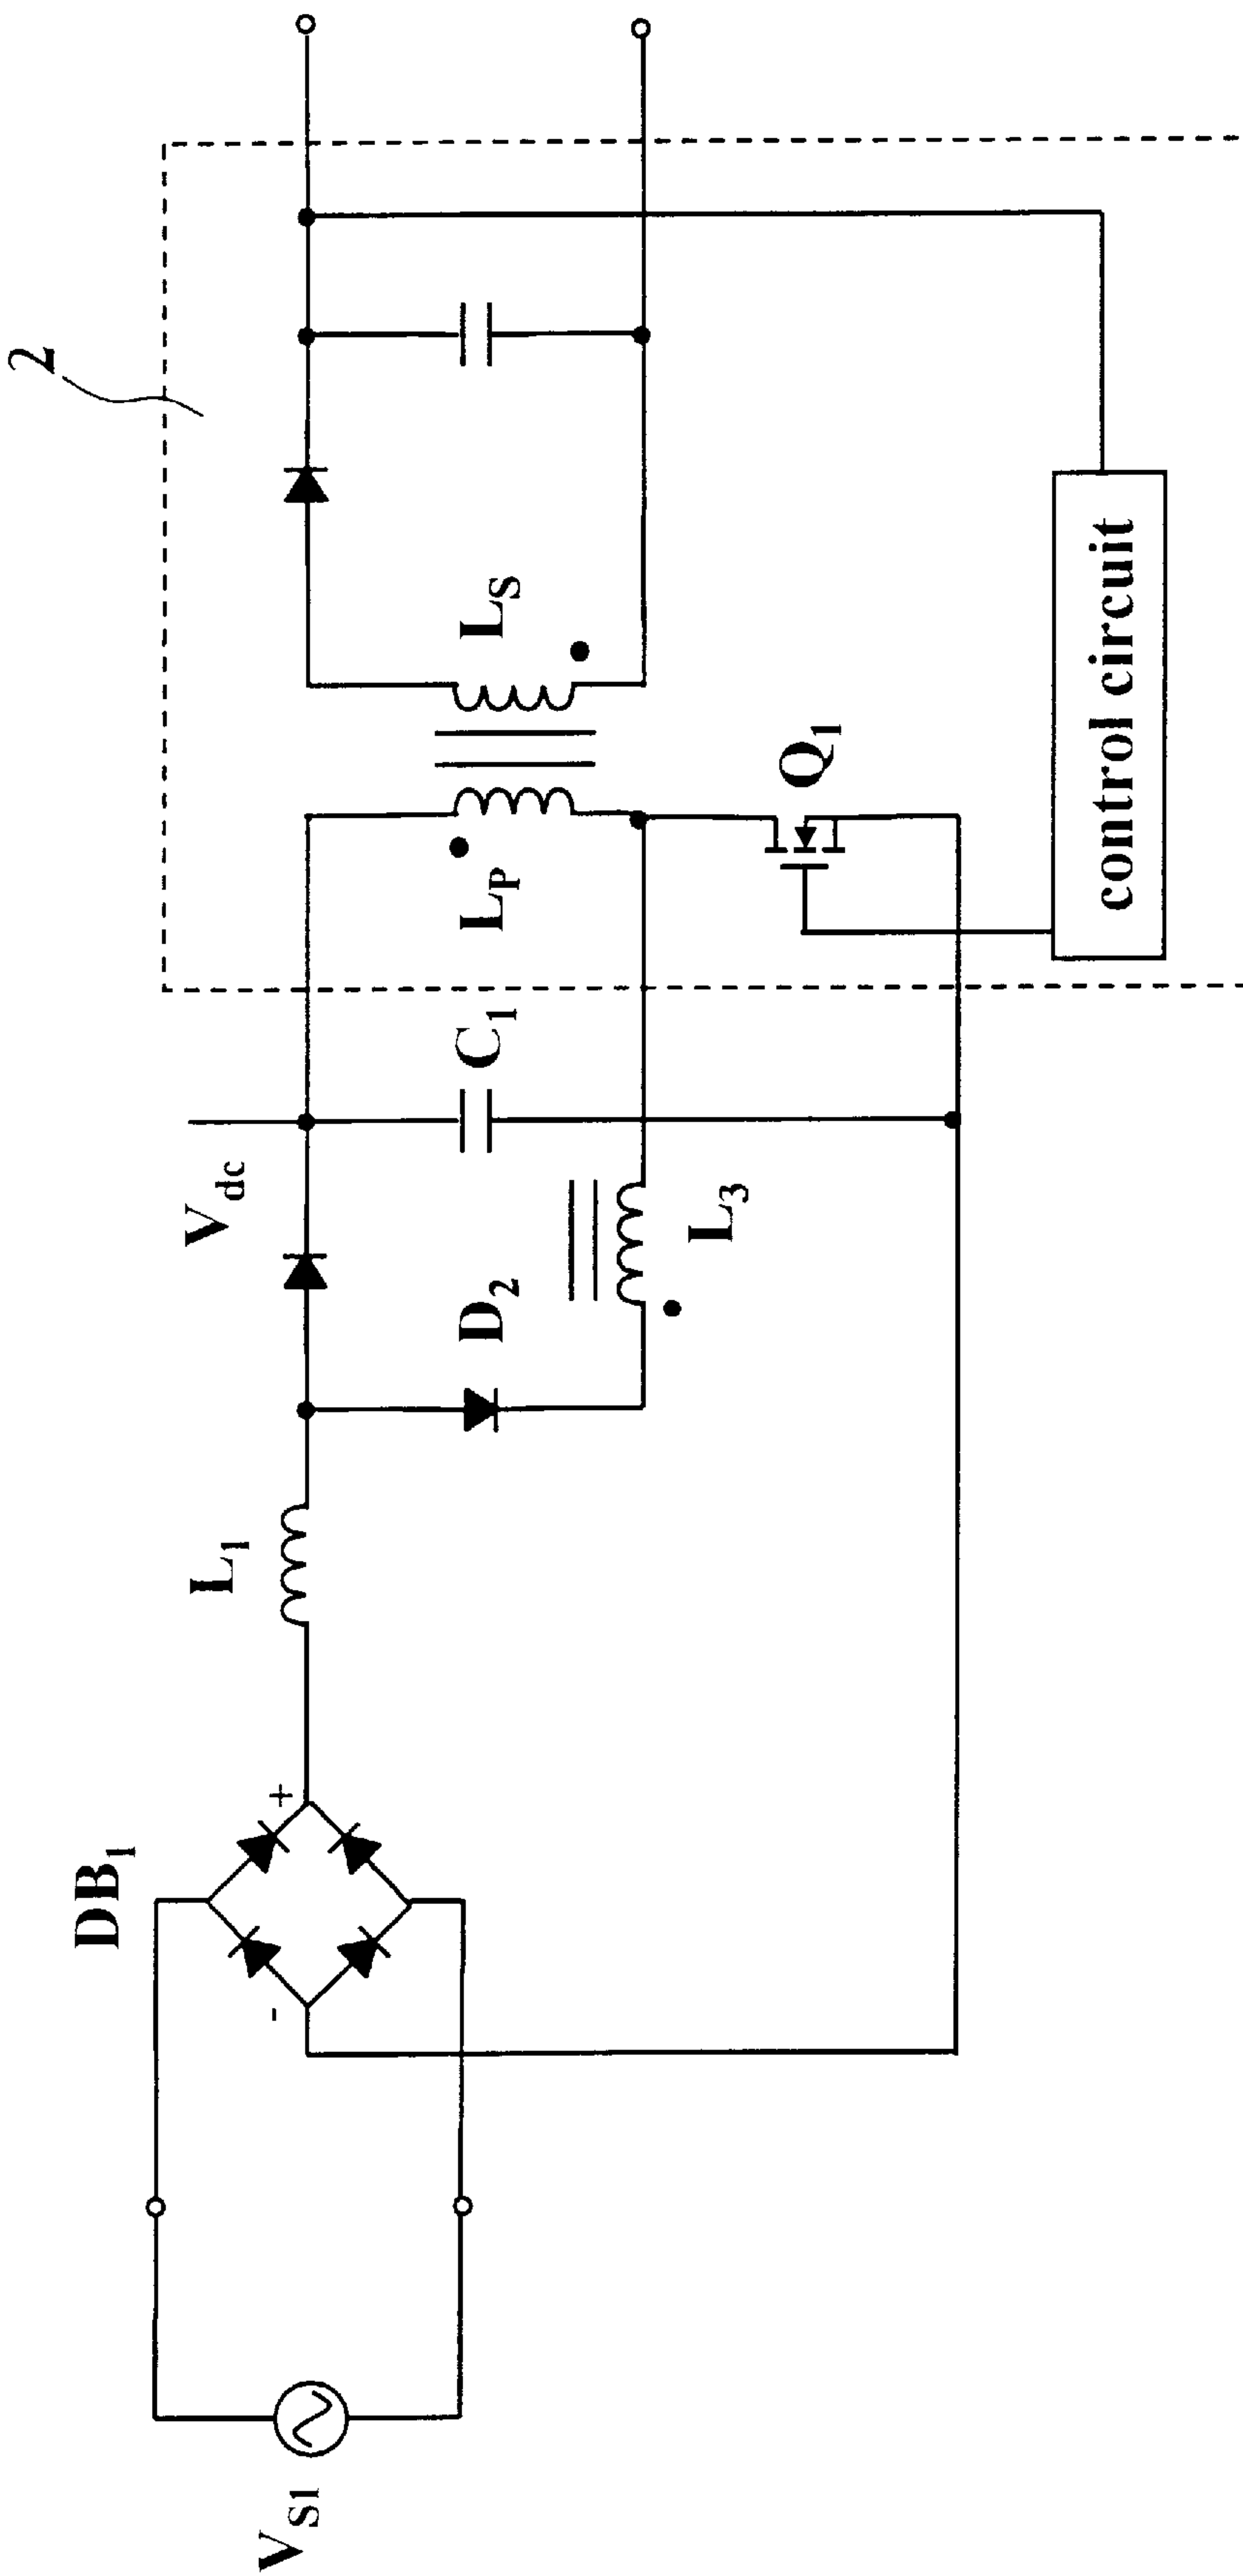 2
V_S1
DB_1
+
-
L_1
V_dc
D_2
L_3
C_1
L_P
L_S
Q_1
control circuit